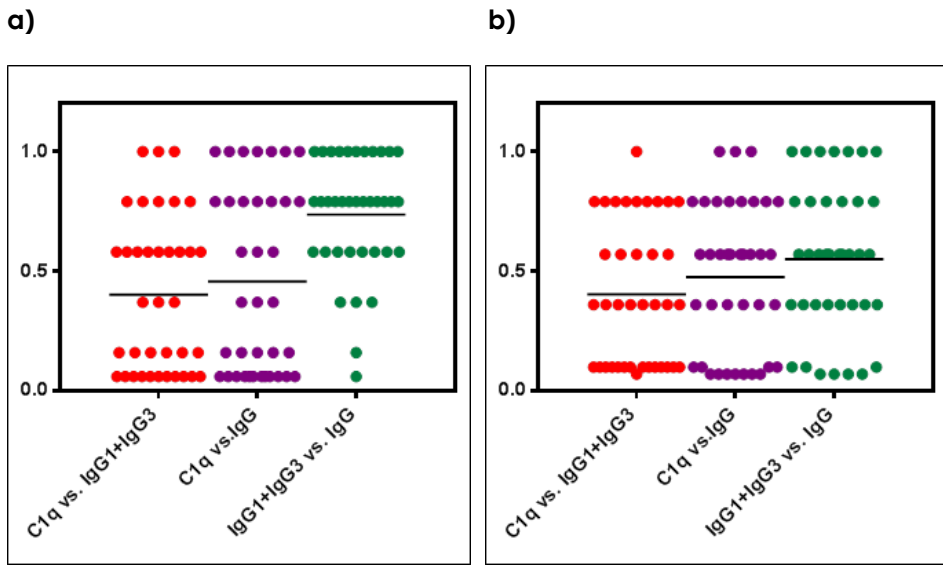 a)
1.0
0.5
0.0
C1q vs. IgG1+IgG3
C1q vs.IgG
IgG1+IgG3 vs. IgG
b)
1.0
0.5
0.0
C1q vs. IgG1+IgG3
C1q vs.IgG
IgG1+IgG3 vs. IgG